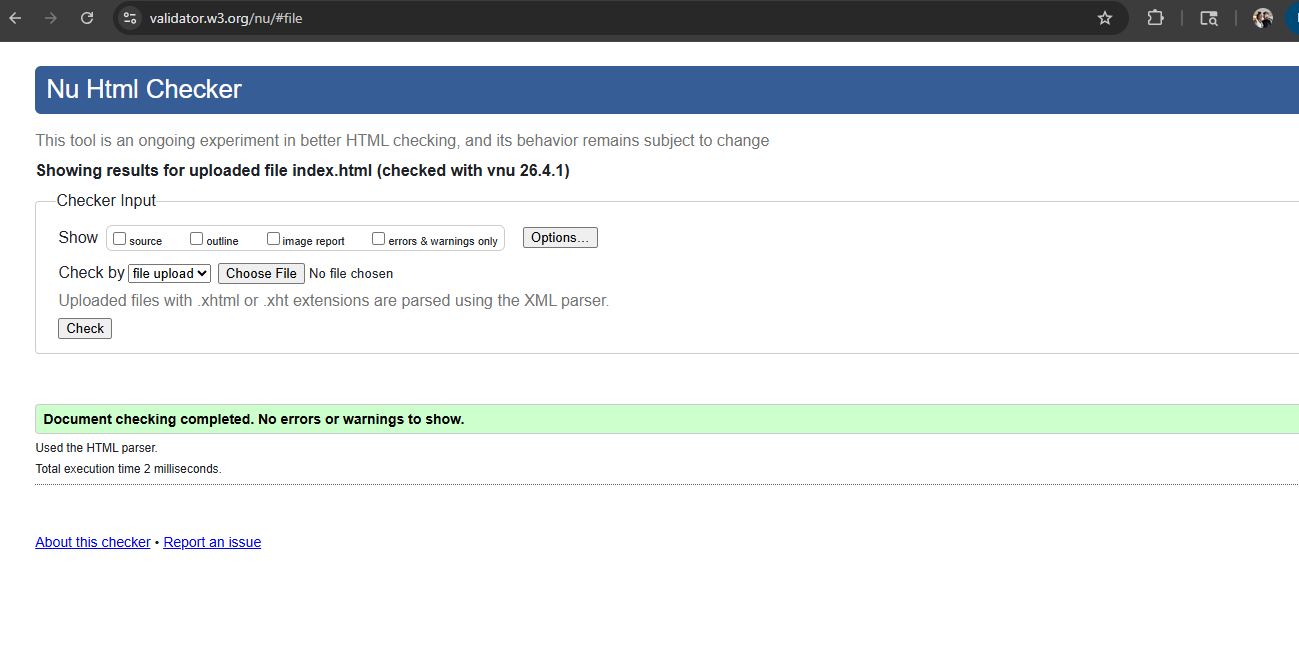 validator.w3.org/nu/#file
Nu Html Checker
This tool is an ongoing experiment in better HTML checking, and its behavior remains subject to change
Showing results for uploaded file index.html (checked with vnu 26.4.1)
Checker Input
Show source outline image report errors & warnings only Options...
Check by file upload Choose File No file chosen
Uploaded files with .xhtml or .xht extensions are parsed using the XML parser.
Check
Document checking completed. No errors or warnings to show.
Used the HTML parser.
Total execution time 2 milliseconds.
About this checker • Report an issue